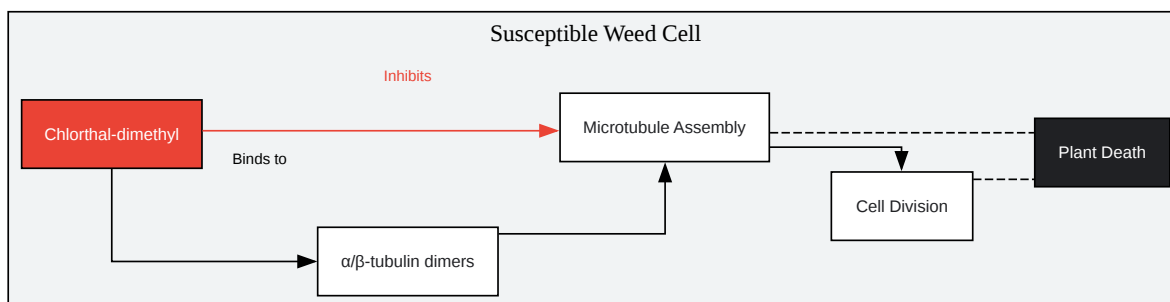 Susceptible Weed Cell
Inhibits
Chlorthal-dimethyl
Microtubule Assembly
Plant Death
Binds to
Cell Division
α/β-tubulin dimers